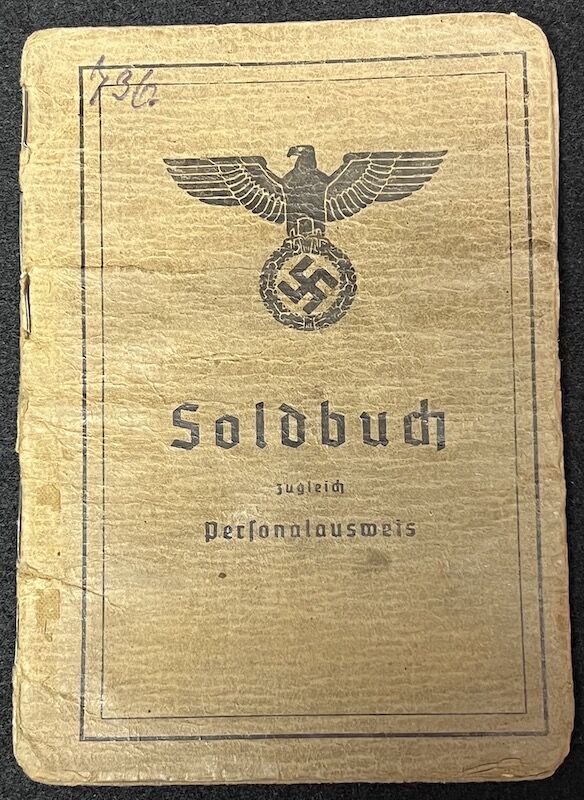 736.
Soldbuch
zugleich
Personalausweis